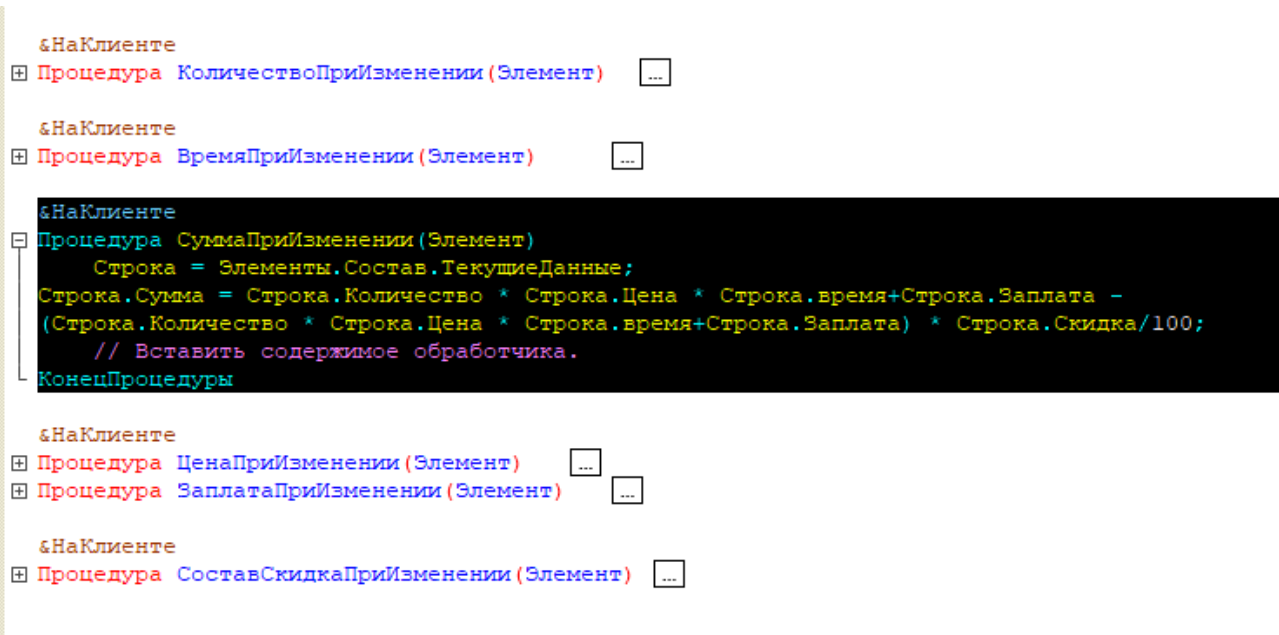 &НаКлиенте
Процедура КоличествоПриИзменении(Элемент) ...
&НаКлиенте
Процедура ВремяПриИзменении(Элемент) ...
&НаКлиенте
Процедура СуммаПриИзменении(Элемент)
Строка = Элементы.Состав.ТекущиеДанные;
Строка.Сумма = Строка.Количество * Строка.Цена * Строка.время+Строка.Заплата -
(Строка.Количество * Строка.Цена * Строка.время+Строка.Заплата) * Строка.Скидка/100;
// Вставить содержимое обработчика.
КонецПроцедуры
&НаКлиенте
Процедура ЦенаПриИзменении(Элемент) ...
Процедура ЗаплатаПриИзменении(Элемент) ...
&НаКлиенте
Процедура СоставСкидкаПриИзменении(Элемент) ...